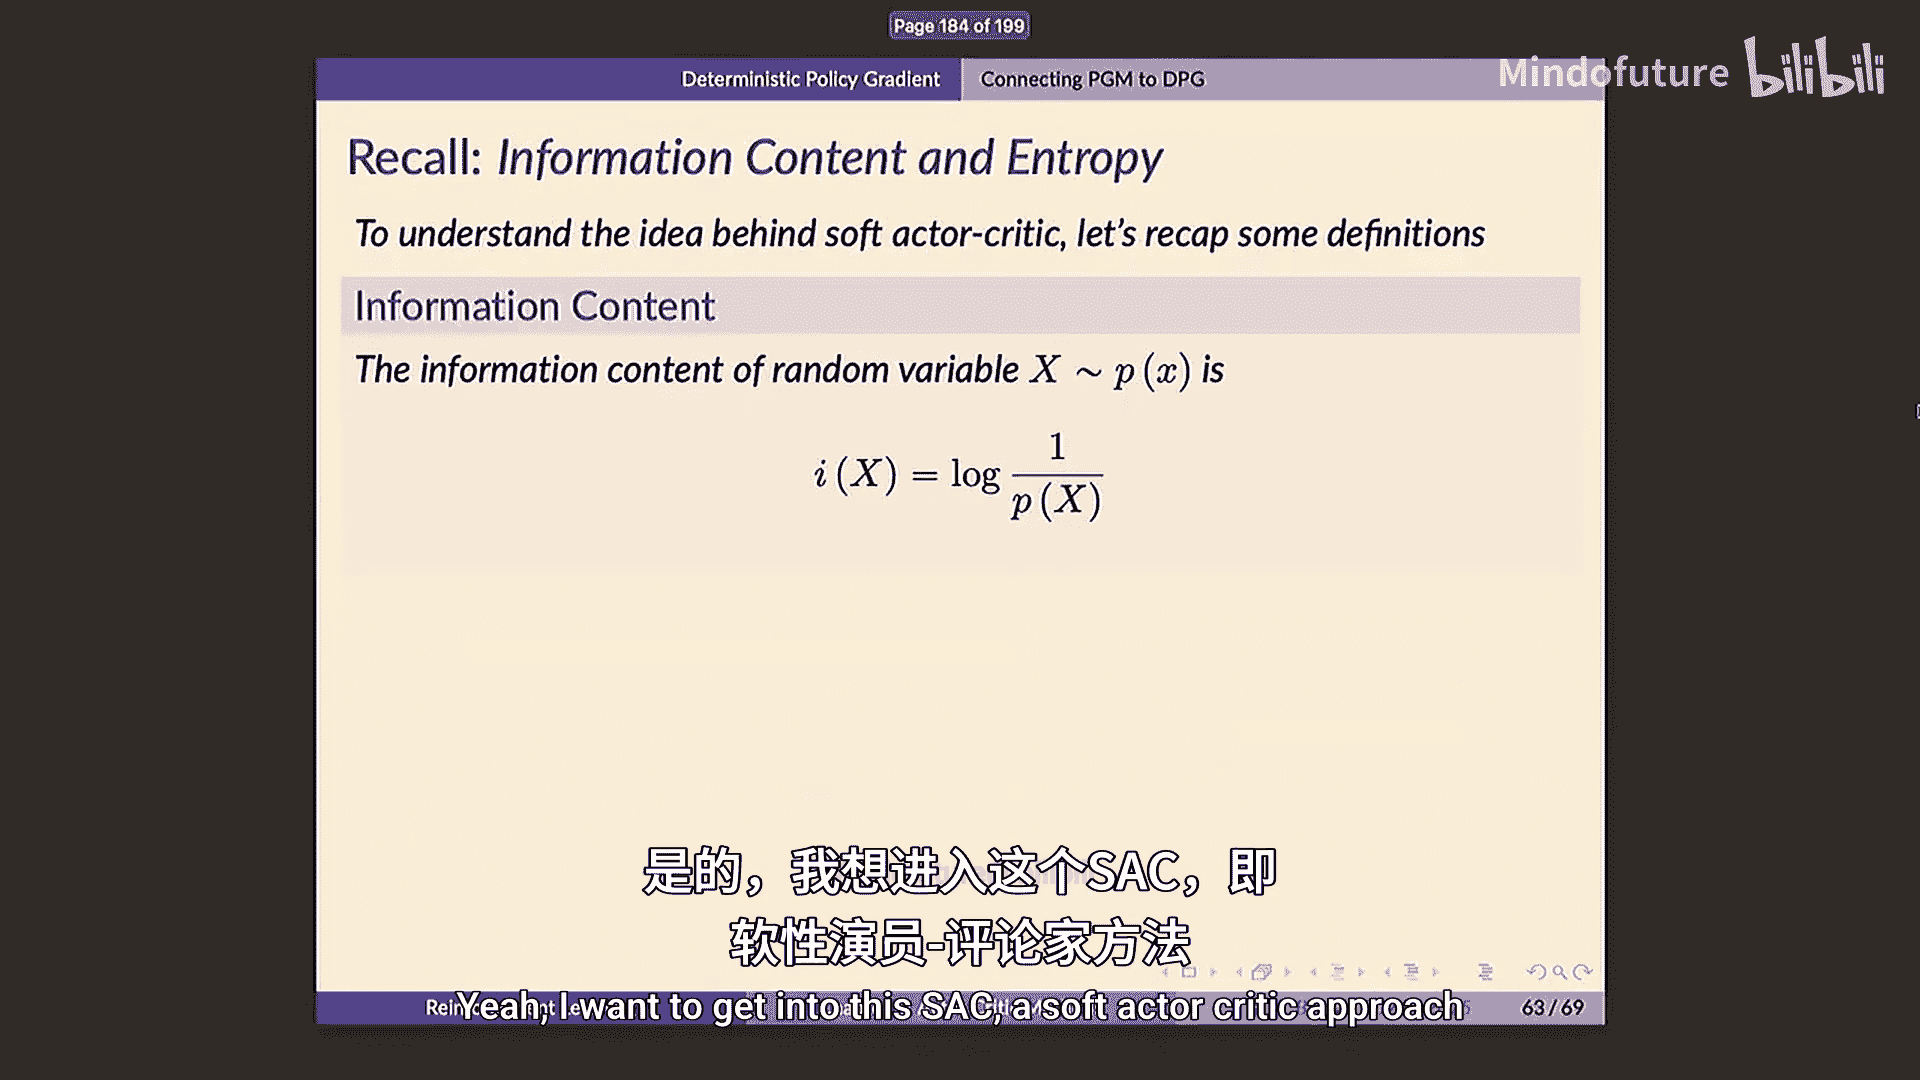 Page 184 of 199
Mindofuture bilibili
Deterministic Policy Gradient Connecting PGM to DPG
Recall: Information Content and Entropy
To understand the idea behind soft actor-critic, let's recap some definitions
Information Content
The information content of random variable X ∼ p (x) is
i (X) = log 1 / p (X)
是的，我想进入这个SAC，即
软性演员-评论家方法
Yeah, I want to get into this SAC, a soft actor critic approach
63 / 69